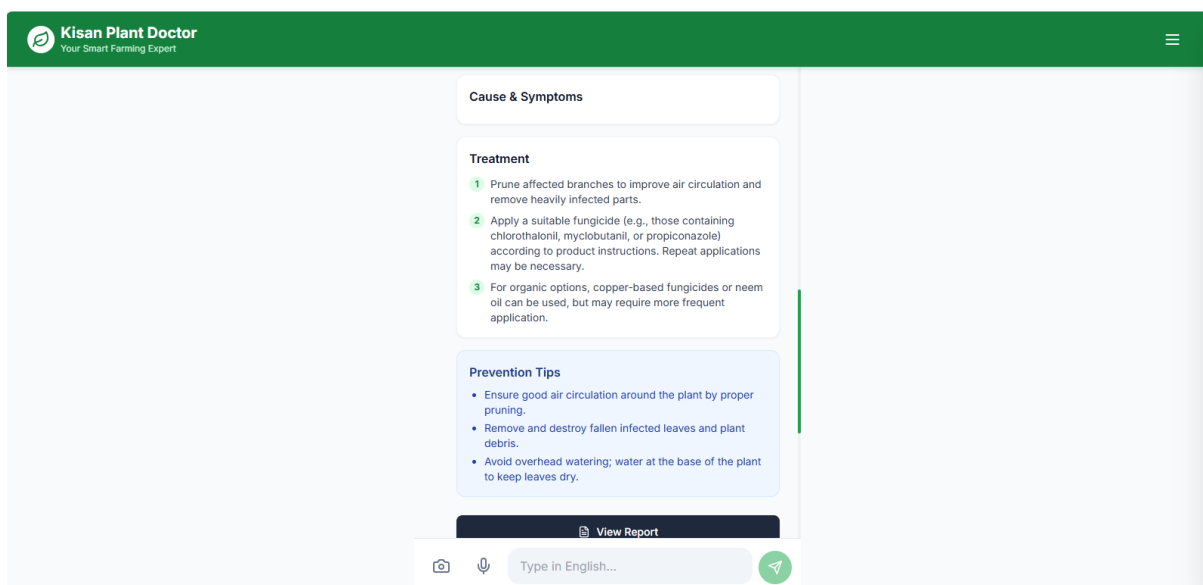 Kisan Plant Doctor
Your Smart Farming Expert
Cause & Symptoms
Treatment
1 Prune affected branches to improve air circulation and
remove heavily infected parts.
2 Apply a suitable fungicide (e.g., those containing
chlorothalonil, myclobutanil, or propiconazole)
according to product instructions. Repeat applications
may be necessary.
3 For organic options, copper-based fungicides or neem
oil can be used, but may require more frequent
application.
Prevention Tips
• Ensure good air circulation around the plant by proper
pruning.
• Remove and destroy fallen infected leaves and plant
debris.
• Avoid overhead watering; water at the base of the plant
to keep leaves dry.
View Report
Type in English...